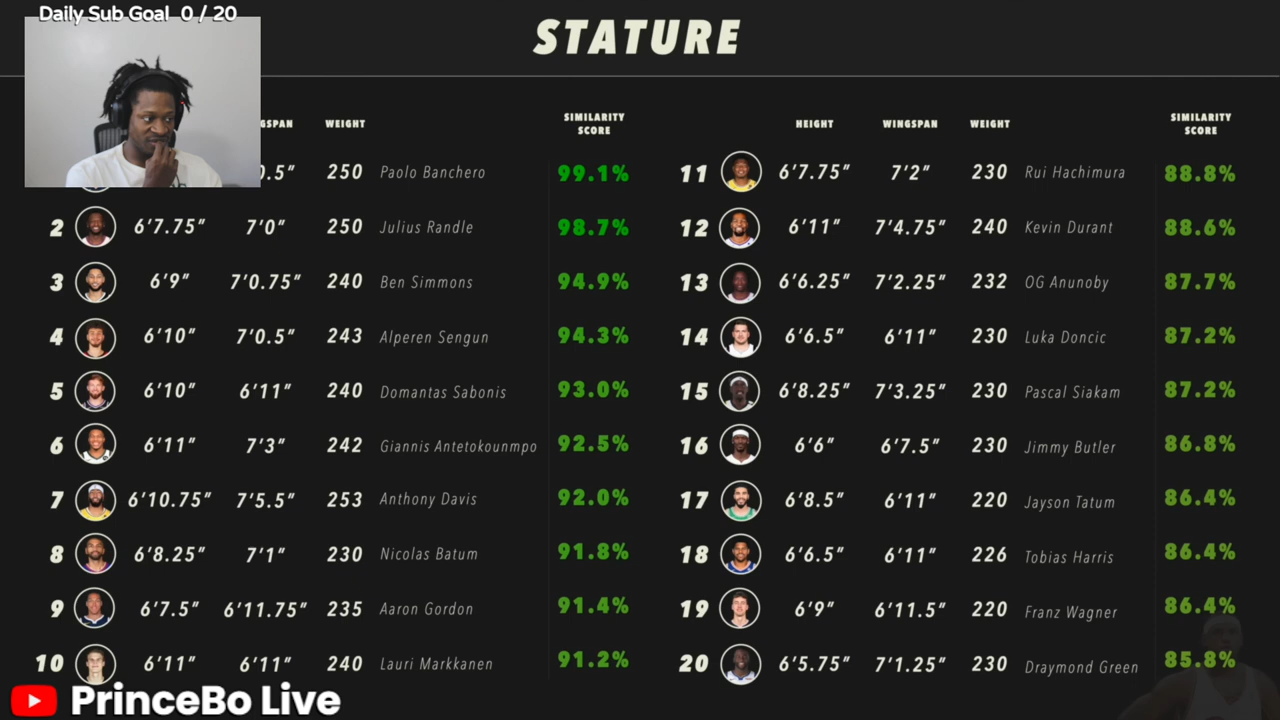 Daily Sub Goal 0 / 20
STATURE
GSPAN WEIGHT SIMILARITY SCORE HEIGHT WINGSPAN WEIGHT SIMILARITY SCORE
0.5" 250 Paolo Banchero 99.1% 11 6'7.75" 7'2" 230 Rui Hachimura 88.8%
2 6'7.75" 7'0" 250 Julius Randle 98.7% 12 6'11" 7'4.75" 240 Kevin Durant 88.6%
3 6'9" 7'0.75" 240 Ben Simmons 94.9% 13 6'6.25" 7'2.25" 232 OG Anunoby 87.7%
4 6'10" 7'0.5" 243 Alperen Sengun 94.3% 14 6'6.5" 6'11" 230 Luka Doncic 87.2%
5 6'10" 6'11" 240 Domantas Sabonis 93.0% 15 6'8.25" 7'3.25" 230 Pascal Siakam 87.2%
6 6'11" 7'3" 242 Giannis Antetokounmpo 92.5% 16 6'6" 6'7.5" 230 Jimmy Butler 86.8%
7 6'10.75" 7'5.5" 253 Anthony Davis 92.0% 17 6'8.5" 6'11" 220 Jayson Tatum 86.4%
8 6'8.25" 7'1" 230 Nicolas Batum 91.8% 18 6'6.5" 6'11" 226 Tobias Harris 86.4%
9 6'7.5" 6'11.75" 235 Aaron Gordon 91.4% 19 6'9" 6'11.5" 220 Franz Wagner 86.4%
10 6'11" 6'11" 240 Lauri Markkanen 91.2% 20 6'5.75" 7'1.25" 230 Draymond Green 85.8%
PrinceBo Live